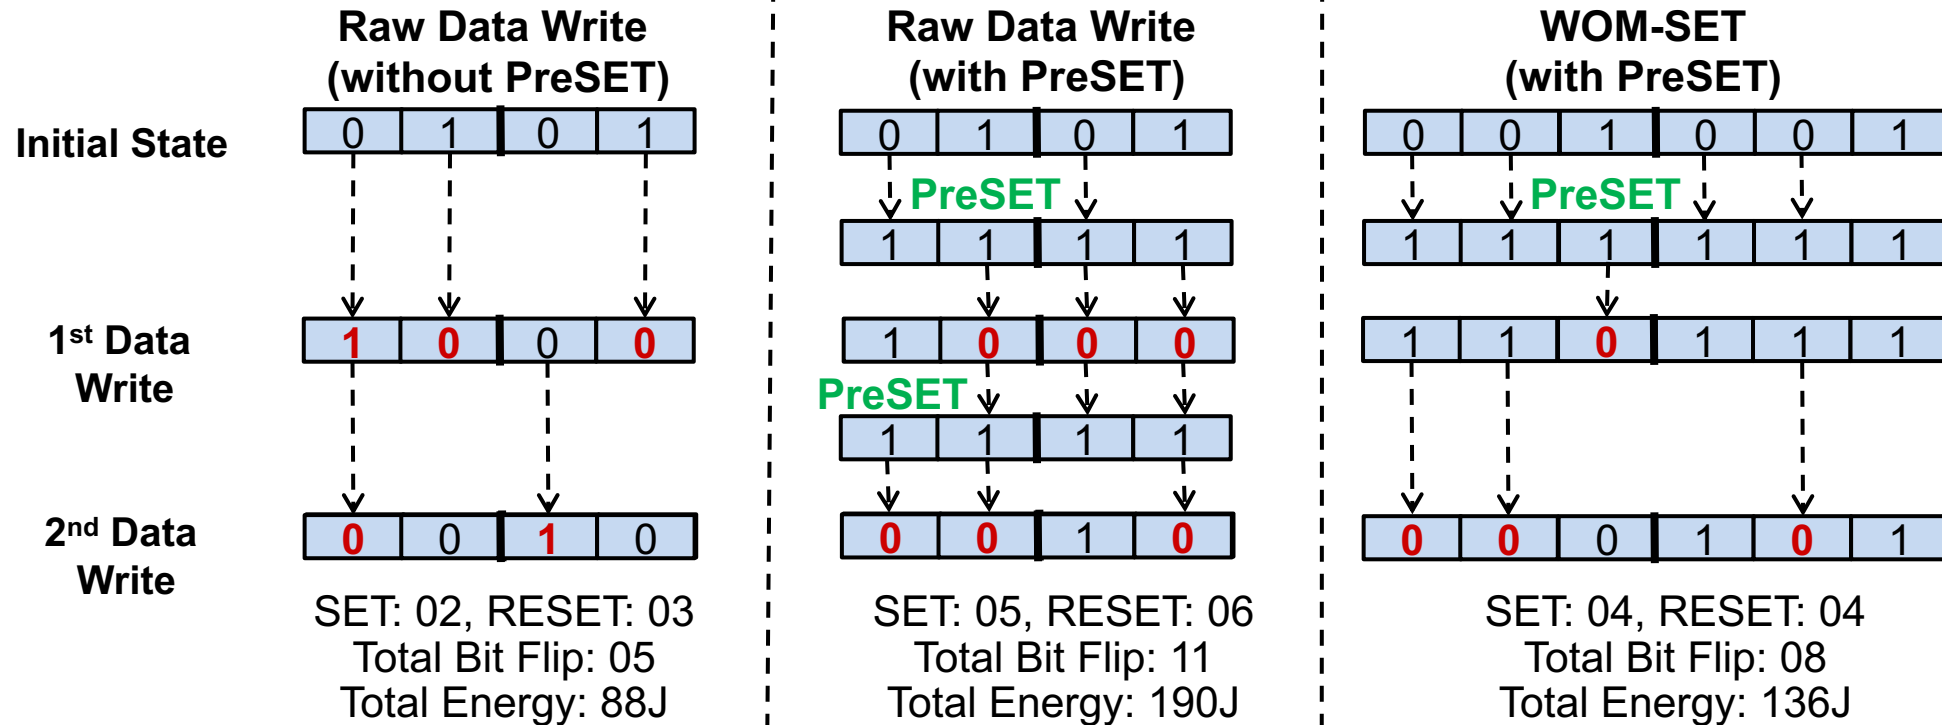 Raw Data Write
(without PreSET)
Raw Data Write
(with PreSET)
WOM-SET
(with PreSET)
Initial State
0 1 0 1
0 1 0 1
0 0 1 0 0 1
PreSET
PreSET
1 1 1 1
1 1 1 1 1 1
1st Data
Write
1 0 0 0
1 0 0 0
1 1 0 1 1 1
PreSET
1 1 1 1
2nd Data
Write
0 0 1 0
0 0 1 0
0 0 0 1 0 1
SET: 02, RESET: 03
Total Bit Flip: 05
Total Energy: 88J
SET: 05, RESET: 06
Total Bit Flip: 11
Total Energy: 190J
SET: 04, RESET: 04
Total Bit Flip: 08
Total Energy: 136J